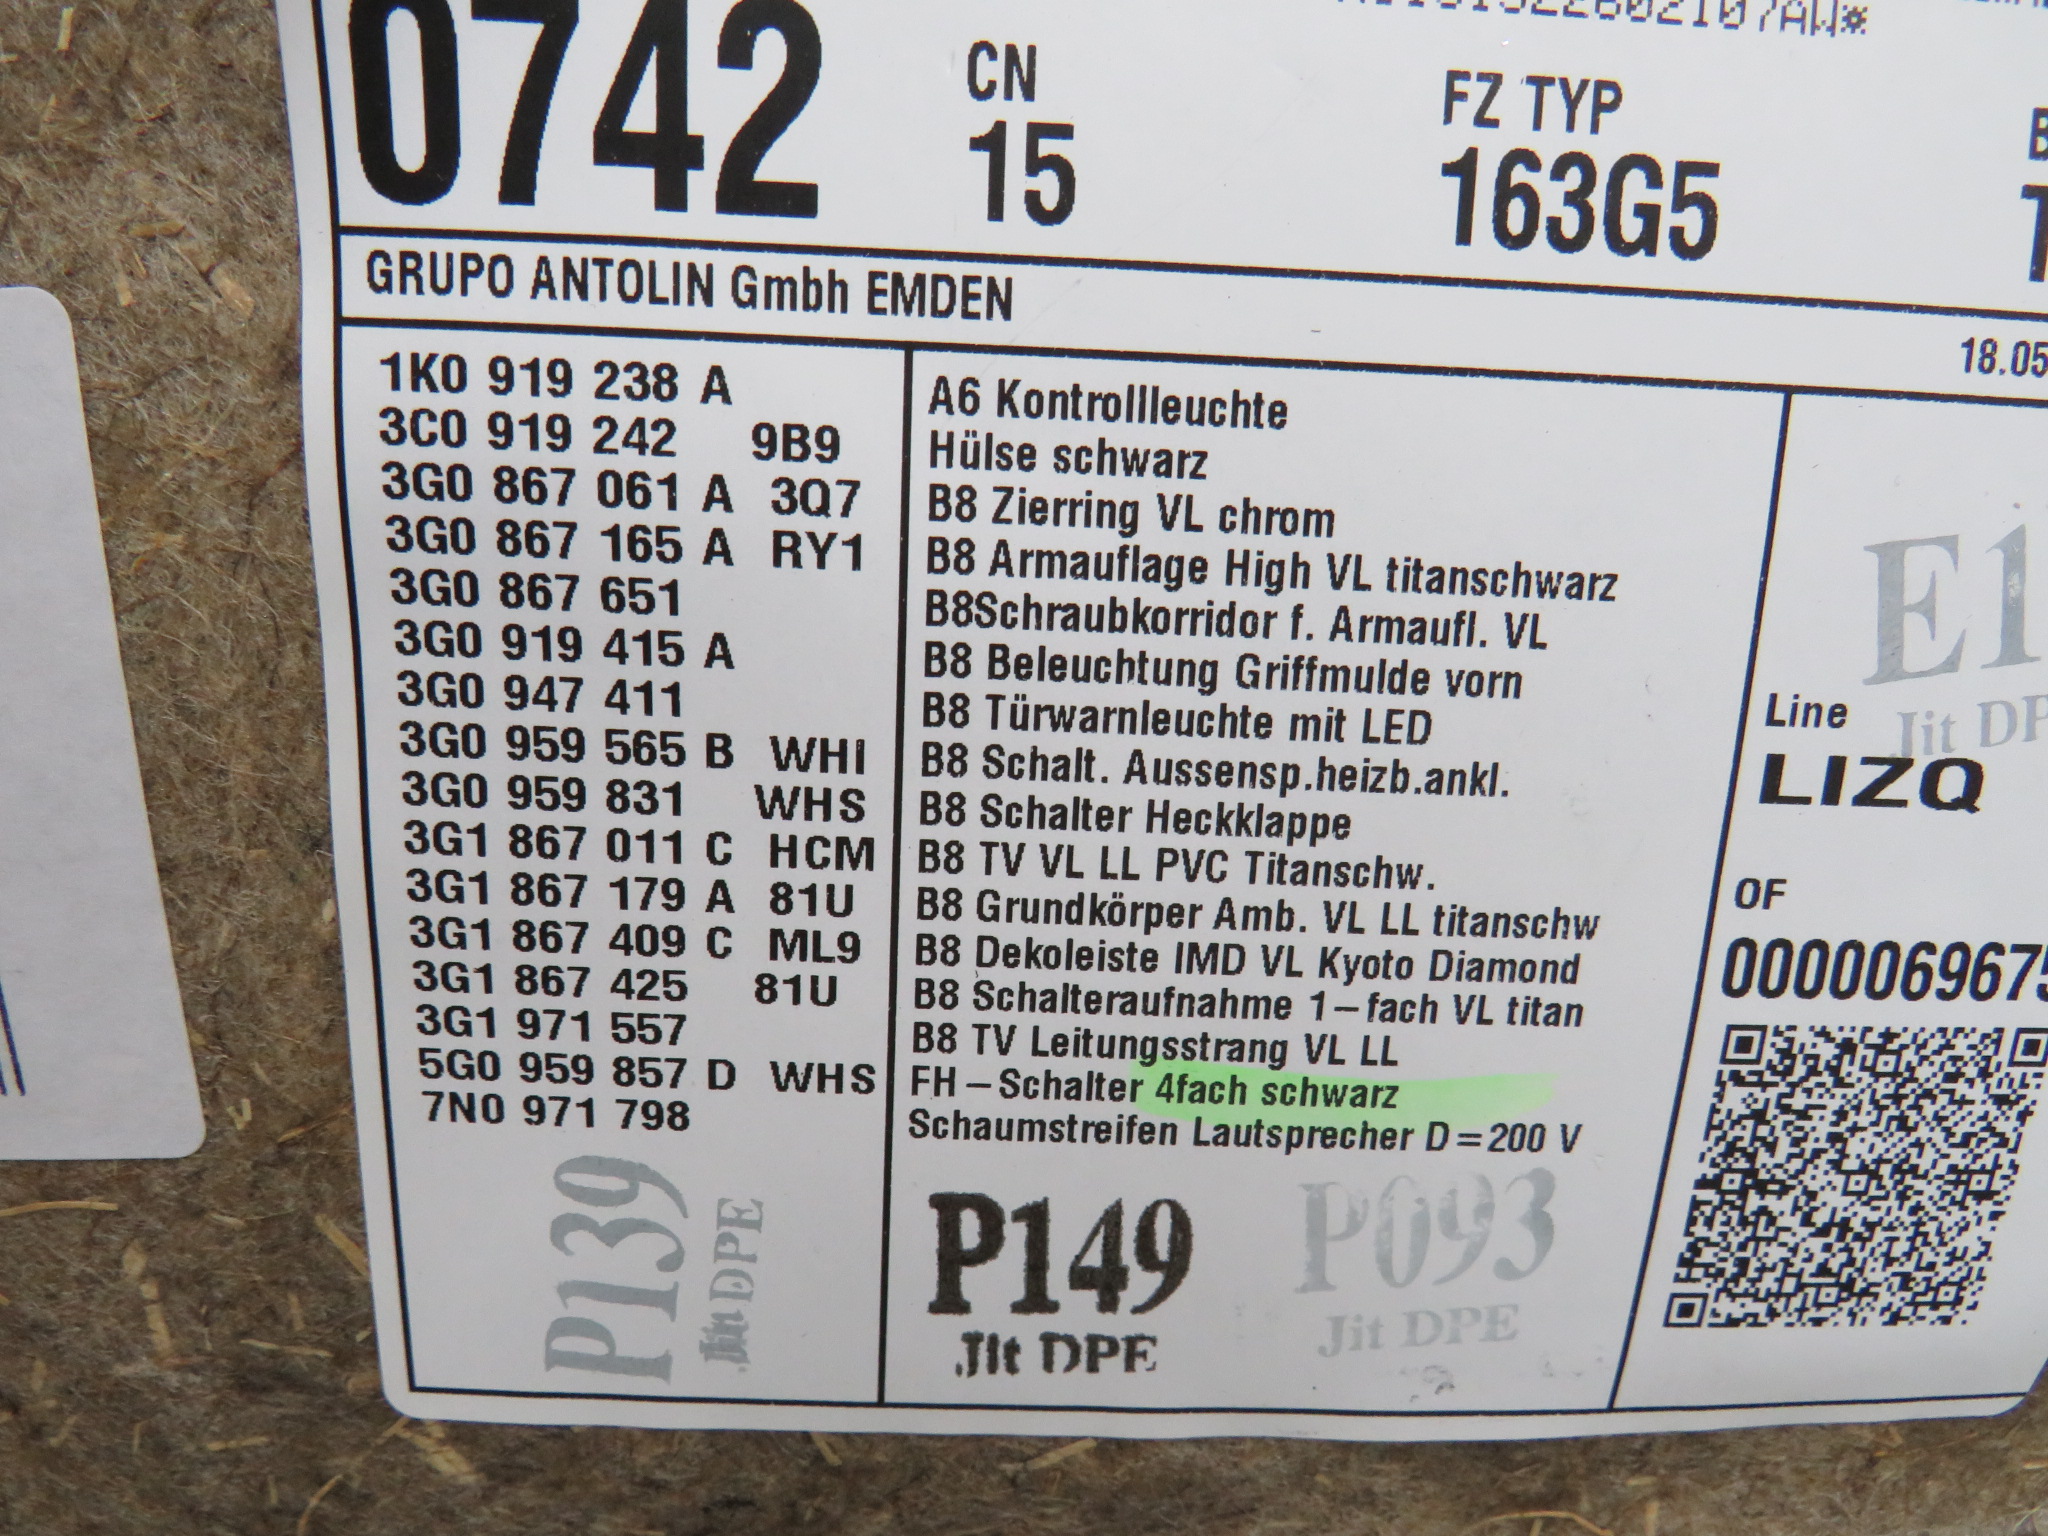 0742
CN
15
FZ TYP
163G5
GRUPO ANTOLIN Gmbh EMDEN
18.05
1K0 919 238 A A6 Kontrollleuchte
3C0 919 242 9B9 Hülse schwarz
3G0 867 061 A 3Q7 B8 Zierring VL chrom
3G0 867 165 A RY1 B8 Armauflage High VL titanschwarz
3G0 867 651 B8Schraubkorridor f. Armaufl. VL
3G0 919 415 A B8 Beleuchtung Griffmulde vorn
3G0 947 411 B8 Türwarnleuchte mit LED
3G0 959 565 B WHI B8 Schalt. Aussensp.heizb.ankl.
3G0 959 831 WHS B8 Schalter Heckklappe
3G1 867 011 C HCM B8 TV VL LL PVC Titanschw.
3G1 867 179 A 81U B8 Grundkörper Amb. VL LL titanschw
3G1 867 409 C ML9 B8 Dekoleiste IMD VL Kyoto Diamond
3G1 867 425 81U B8 Schalteraufnahme 1-fach VL titan
3G1 971 557 B8 TV Leitungsstrang VL LL
5G0 959 857 D WHS FH-Schalter 4fach schwarz
7N0 971 798 Schaumstreifen Lautsprecher D=200 V
E1
Jit DP
Line
LIZQ
OF
000006967
P139
P149
Jit DPE
P093
Jit DPE